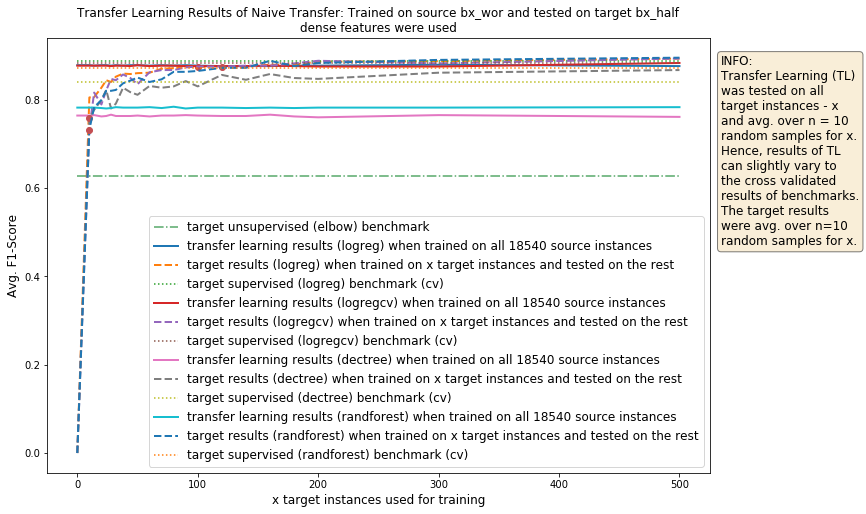 Transfer Learning Results of Naive Transfer: Trained on source bx_wor and tested on target bx_half
dense features were used
Avg. F1-Score
0.8
0.6
0.4
0.2
0.0
0
100
200
300
400
500
x target instances used for training
target unsupervised (elbow) benchmark
transfer learning results (logreg) when trained on all 18540 source instances
target results (logreg) when trained on x target instances and tested on the rest
target supervised (logreg) benchmark (cv)
transfer learning results (logregcv) when trained on all 18540 source instances
target results (logregcv) when trained on x target instances and tested on the rest
target supervised (logregcv) benchmark (cv)
transfer learning results (dectree) when trained on all 18540 source instances
target results (dectree) when trained on x target instances and tested on the rest
target supervised (dectree) benchmark (cv)
transfer learning results (randforest) when trained on all 18540 source instances
target results (randforest) when trained on x target instances and tested on the rest
target supervised (randforest) benchmark (cv)
INFO:
Transfer Learning (TL)
was tested on all
target instances - x
and avg. over n = 10
random samples for x.
Hence, results of TL
can slightly vary to
the cross validated
results of benchmarks.
The target results
were avg. over n=10
random samples for x.